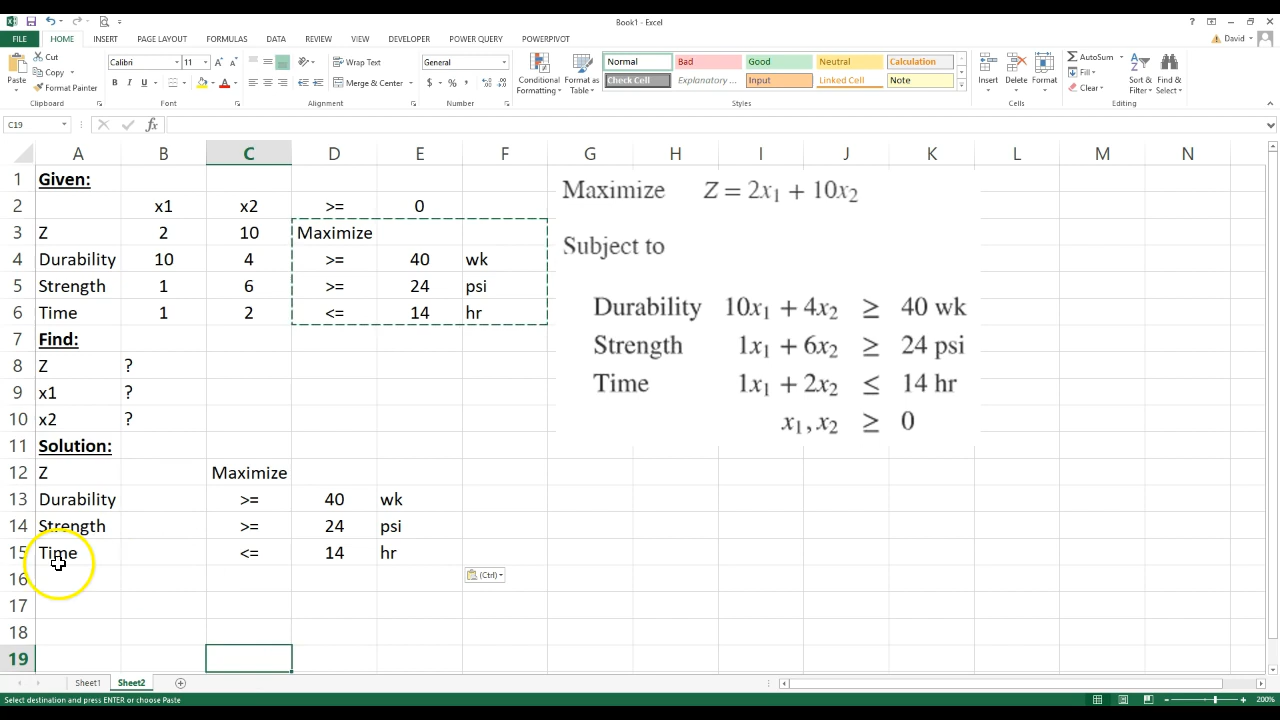 Book1 - Excel
FILE HOME INSERT PAGE LAYOUT FORMULAS DATA REVIEW VIEW DEVELOPER POWER QUERY POWERPIVOT David
Paste Cut Copy Format Painter
Calibri 11
B I U
Wrap Text
Merge & Center
General
$ % ,
Conditional Formatting
Format as Table
Normal Bad Good Neutral Calculation
Check Cell Explanatory ... Input Linked Cell Note
Insert Delete Format
AutoSum
Fill
Clear
Sort & Filter
Find & Select
Clipboard Font Alignment Number Styles Cells Editing
C19 fx
A B C D E F G H I J K L M N
1 Given:
2 x1 x2 >= 0
3 Z 2 10 Maximize
4 Durability 10 4 >= 40 wk
5 Strength 1 6 >= 24 psi
6 Time 1 2 <= 14 hr
7 Find:
8 Z ?
9 x1 ?
10 x2 ?
11 Solution:
12 Z Maximize
13 Durability >= 40 wk
14 Strength >= 24 psi
15 Time <= 14 hr
16
(Ctrl)
17
18
19
Maximize Z = 2x₁ + 10x₂
Subject to
Durability 10x₁ + 4x₂ ≥ 40 wk
Strength 1x₁ + 6x₂ ≥ 24 psi
Time 1x₁ + 2x₂ ≤ 14 hr
x₁, x₂ ≥ 0
Sheet1 Sheet2
Select destination and press ENTER or choose Paste
200%